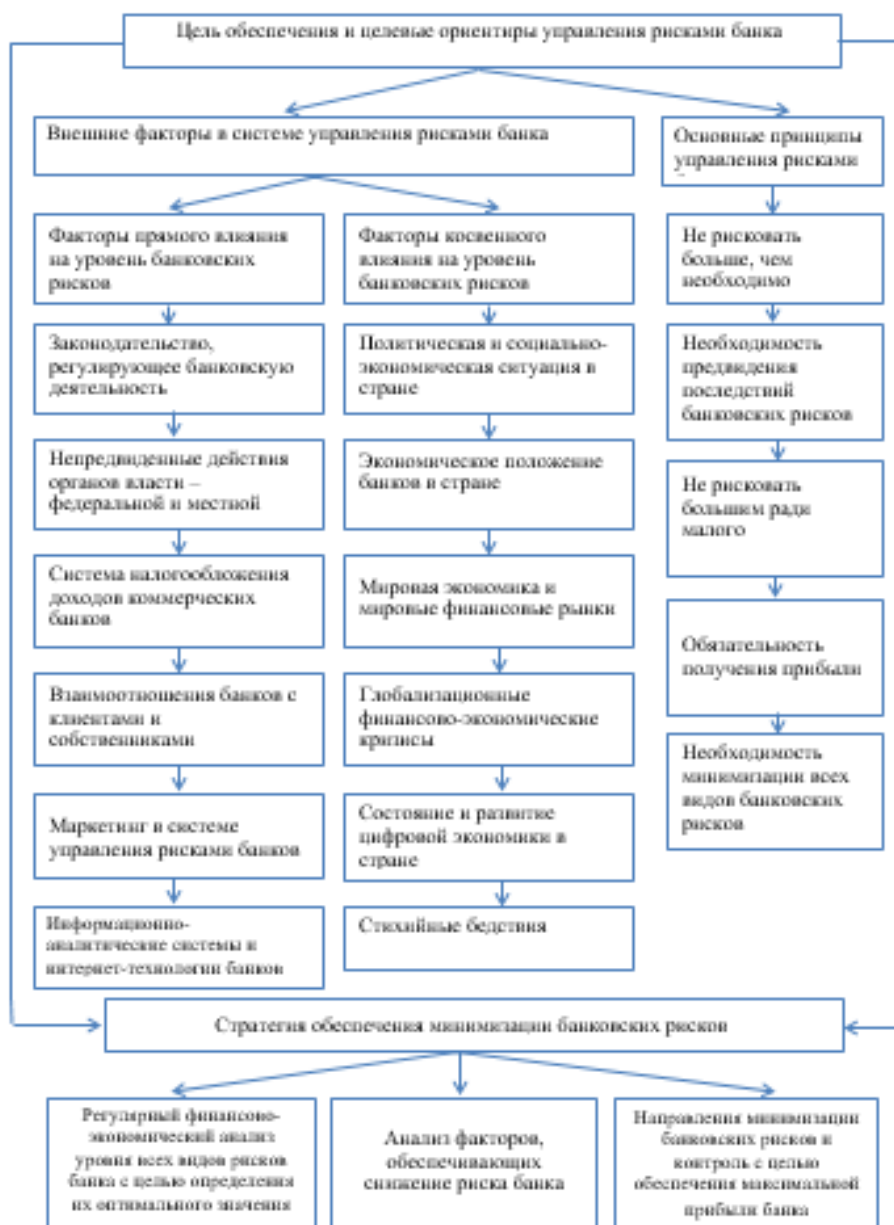 Цель обеспечения и целевые ориентиры управления рисками банка
Внешние факторы в системе управления рисками банка
Основные принципы
управления рисками
Факторы прямого влияния
на уровень банковских
рисков
Факторы косвенного
влияния на уровень
банковских рисков
Не рисковать
больше, чем
необходимо
Законодательство,
регулирующее банковскую
деятельность
Политическая и социально-
экономическая ситуация в
стране
Необходимость
предвидения
последствий
банковских рисков
Непредвиденные действия
органов власти –
федеральной и местной
Экономическое положение
банков в стране
Не рисковать
большим ради
малого
Система налогообложения
доходов коммерческих
банков
Мировая экономика и
мировые финансовые рынки
Обязательность
получения прибыли
Взаимоотношения банков с
клиентами и
собственниками
Глобализационные
финансово-экономические
кризисы
Необходимость
минимизации всех
видов банковских
рисков
Маркетинг в системе
управления рисками банков
Состояние и развитие
цифровой экономики в
стране
Информационно-
аналитические системы и
интернет-технологии банков
Стихийные бедствия
Стратегия обеспечения минимизации банковских рисков
Регулярный финансово-
экономический анализ
уровня всех видов рисков
банка с целью определения
их оптимального значения
Анализ факторов,
обеспечивающих
снижение риска банка
Направления минимизации
банковских рисков и
контроль с целью
обеспечения максимальной
прибыли банка